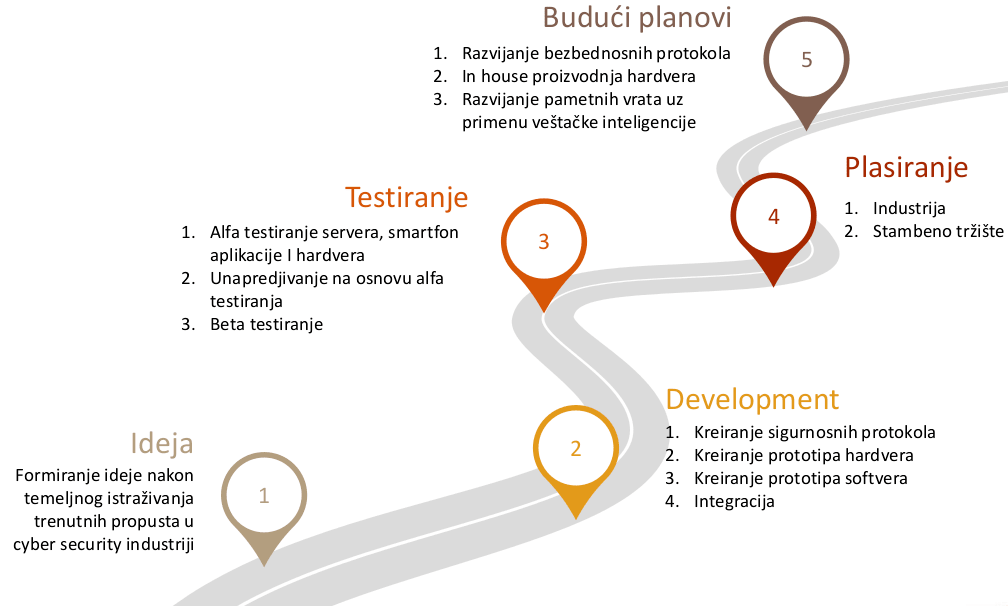 Budući planovi
1. Razvijanje bezbednosnih protokola
2. In house proizvodnja hardvera
3. Razvijanje pametnih vrata uz
primenu veštačke inteligencije
5
Plasiranje
1. Industrija
2. Stambeno tržište
4
Testiranje
1. Alfa testiranje servera, smartfon
aplikacije I hardvera
2. Unapredjivanje na osnovu alfa
testiranja
3. Beta testiranje
3
Development
1. Kreiranje sigurnosnih protokola
2. Kreiranje prototipa hardvera
3. Kreiranje prototipa softvera
4. Integracija
2
Ideja
Formiranje ideje nakon
temeljnog istraživanja
trenutnih propusta u
cyber security industriji
1